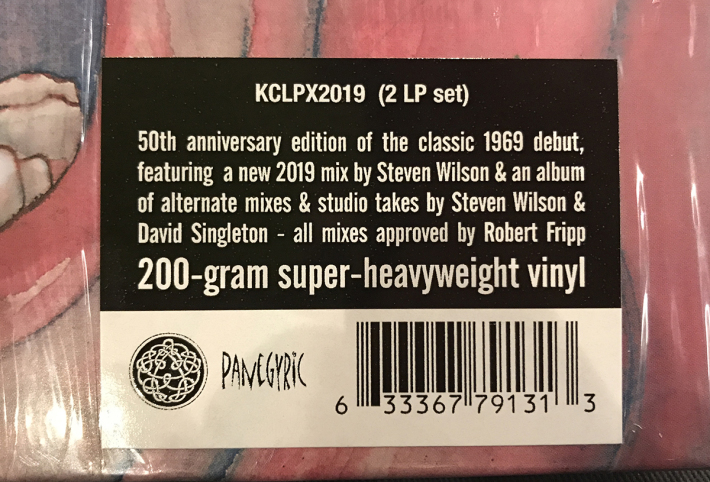 KCLPX2019 (2 LP set)
50th anniversary edition of the classic 1969 debut,
featuring a new 2019 mix by Steven Wilson & an album
of alternate mixes & studio takes by Steven Wilson &
David Singleton - all mixes approved by Robert Fripp
200-gram super-heavyweight vinyl
PANEGYRIC
6 33367 79131 3